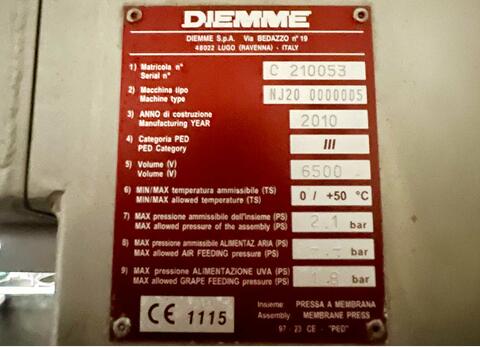 DIEMME
DIEMME S.p.A. Via BEDAZZO n° 19
48022 LUGO (RAVENNA) - ITALY
1) Matricola n° C 210053
Serial n°
2) Macchina tipo NJ20 0000005
Machine type
3) ANNO di costruzione 2010
Manufacturing YEAR
4) Categoria PED III
PED Category
5) Volume (V) 6500
Volume (V)
6) MIN/MAX temperatura ammissibile (TS) 0 / +50 °C
MIN/MAX allowed temperature (TS)
7) MAX pressione ammissibile dell'insieme (PS) 2.1 bar
MAX allowed pressure of the assembly (PS)
8) MAX pressione ammissibile ALIMENTAZ. ARIA (PS) bar
MAX allowed AIR FEEDING pressure (PS)
9) MAX pressione ALIMENTAZIONE UVA (PS) 1.8 bar
MAX allowed GRAPE FEEDING pressure (PS)
CE 1115
Insieme: PRESSA A MEMBRANA
Assembly MEMBRANE PRESS
97 - 23 CE - "PED"